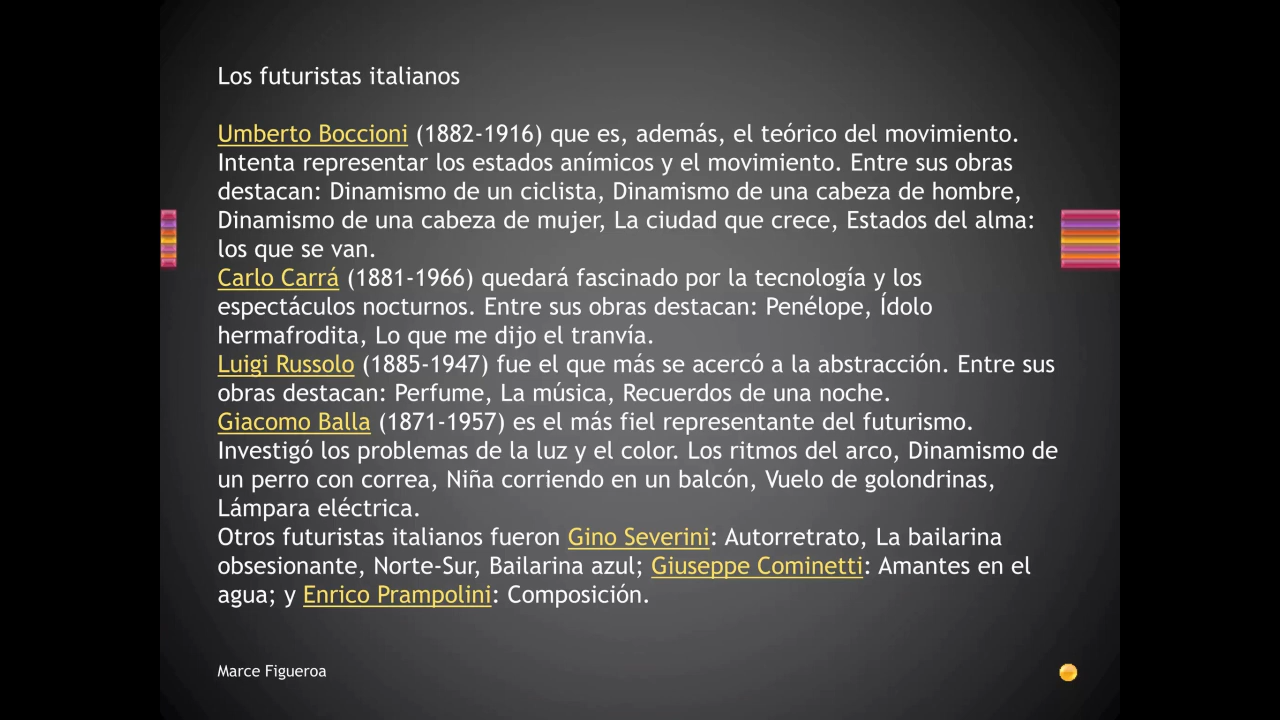 Los futuristas italianos
Umberto Boccioni (1882-1916) que es, además, el teórico del movimiento.
Intenta representar los estados anímicos y el movimiento. Entre sus obras
destacan: Dinamismo de un ciclista, Dinamismo de una cabeza de hombre,
Dinamismo de una cabeza de mujer, La ciudad que crece, Estados del alma:
los que se van.
Carlo Carrá (1881-1966) quedará fascinado por la tecnología y los
espectáculos nocturnos. Entre sus obras destacan: Penélope, Ídolo
hermafrodita, Lo que me dijo el tranvía.
Luigi Russolo (1885-1947) fue el que más se acercó a la abstracción. Entre sus
obras destacan: Perfume, La música, Recuerdos de una noche.
Giacomo Balla (1871-1957) es el más fiel representante del futurismo.
Investigó los problemas de la luz y el color. Los ritmos del arco, Dinamismo de
un perro con correa, Niña corriendo en un balcón, Vuelo de golondrinas,
Lámpara eléctrica.
Otros futuristas italianos fueron Gino Severini: Autorretrato, La bailarina
obsesionante, Norte-Sur, Bailarina azul; Giuseppe Cominetti: Amantes en el
agua; y Enrico Prampolini: Composición.
Marce Figueroa